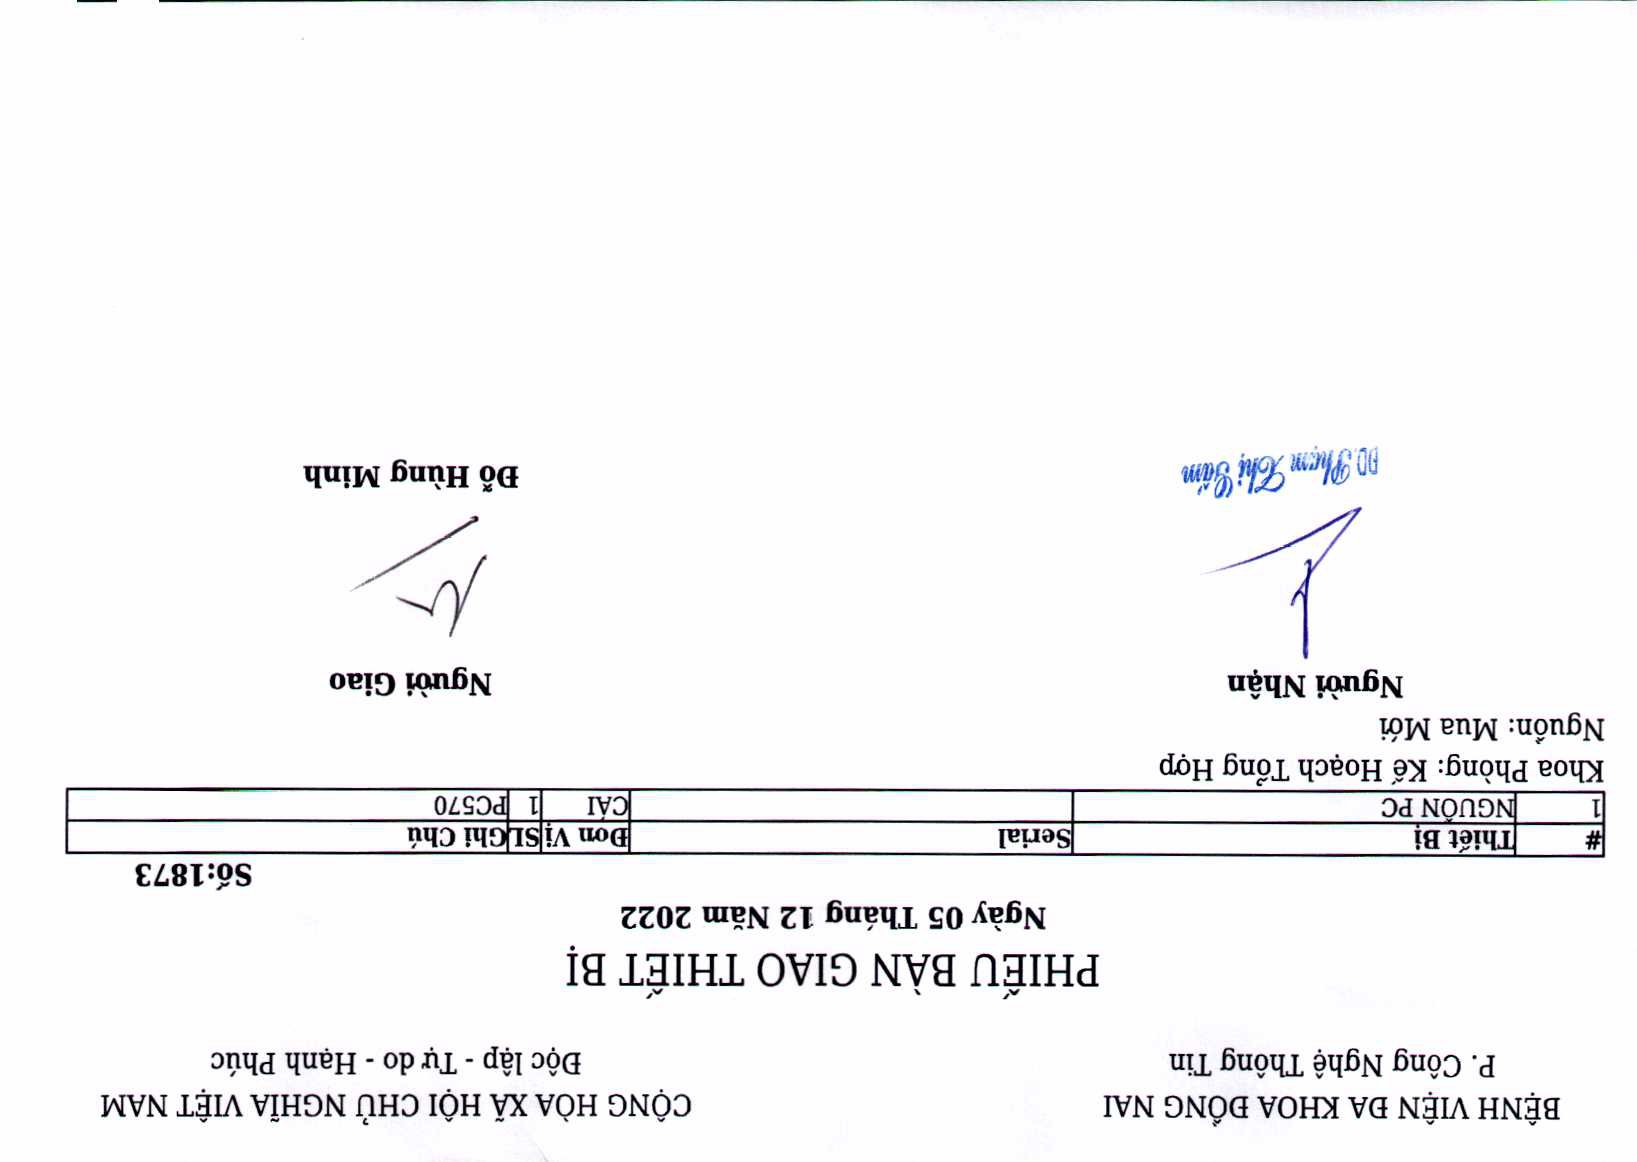 BỆNH VIỆN ĐA KHOA ĐỒNG NAI
P. Công Nghệ Thông Tin
CỘNG HÒA XÃ HỘI CHỦ NGHĨA VIỆT NAM
Độc lập - Tự do - Hạnh Phúc
PHIẾU BÀN GIAO THIẾT BỊ
Ngày 05 Tháng 12 Năm 2022
Số:1873
# Thiết Bị Serial Đơn Vị SL Ghi Chú
1 NGUỒN PC CÁI 1 PC570
Khoa Phòng: Kế Hoạch Tổng Hợp
Nguồn: Mua Mới
Người Nhận Người Giao
ĐD. Phạm Thị Gấm
Đỗ Hùng Minh